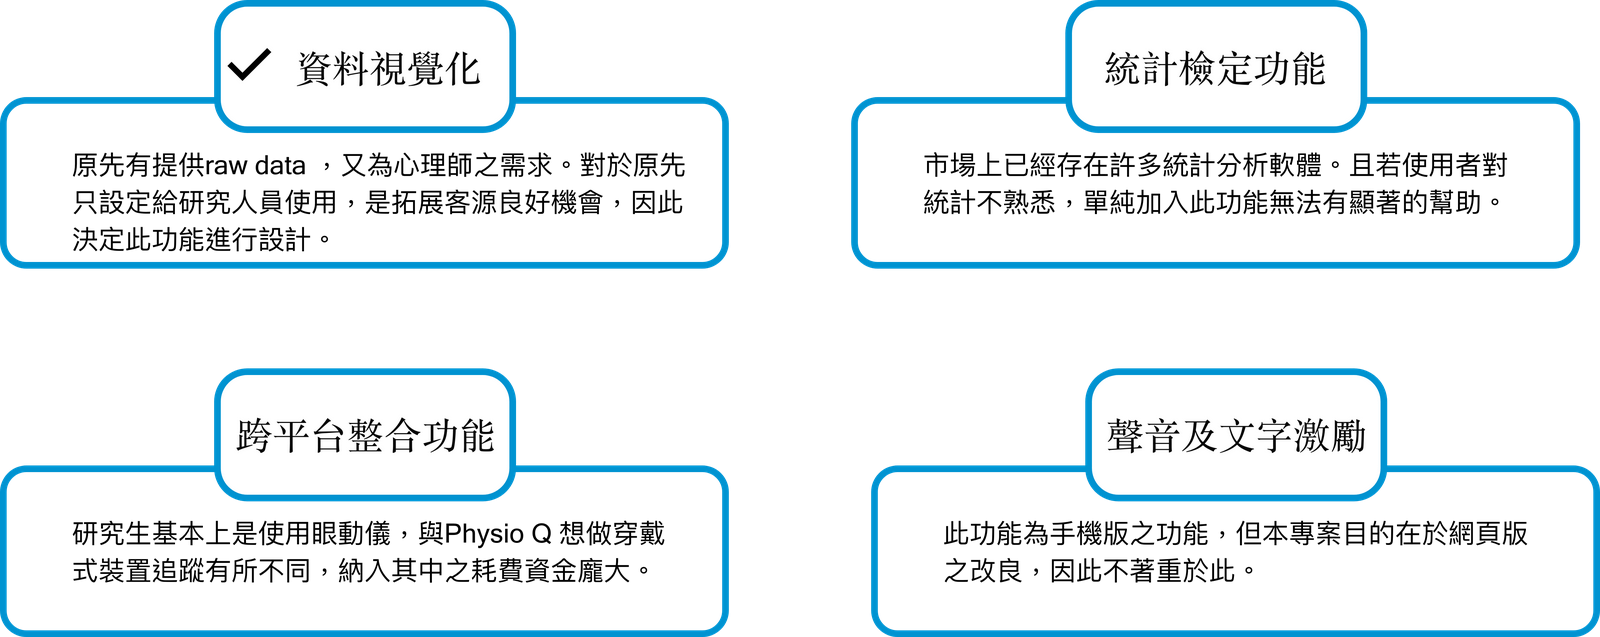 資料視覺化
原先有提供raw data ，又為心理師之需求。對於原先
只設定給研究人員使用，是拓展客源良好機會，因此
決定此功能進行設計。
統計檢定功能
市場上已經存在許多統計分析軟體。且若使用者對
統計不熟悉，單純加入此功能無法有顯著的幫助。
跨平台整合功能
研究生基本上是使用眼動儀，與Physio Q 想做穿戴
式裝置追蹤有所不同，納入其中之耗費資金龐大。
聲音及文字激勵
此功能為手機版之功能，但本專案目的在於網頁版
之改良，因此不著重於此。